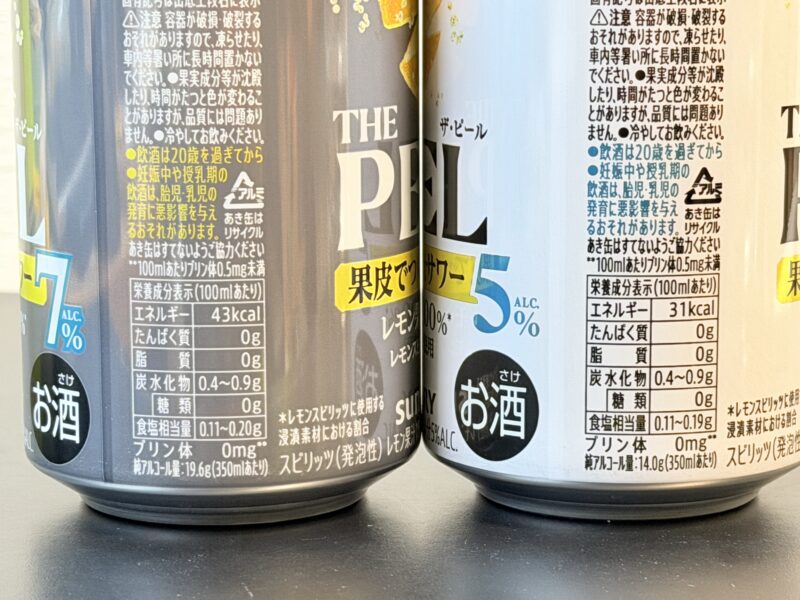 ⚠注意 容器が破損・破裂する
おそれがありますので、凍らせたり、
車内等暑い所に長時間置かない
でください。●果実成分等が沈殿
したり、時間がたつと色が変わるこ
とがありますが、品質には問題あり
ません。●冷やしてお飲みください。
●飲酒は20歳を過ぎてから
●妊娠中や授乳期の
飲酒は、胎児・乳児の
発育に悪影響を与え
るおそれがあります。
アルミ
あき缶は
リサイクル
あき缶はすてないようご協力ください
**100mlあたりプリン体0.5mg未満
栄養成分表示(100mlあたり)
エネルギー 43kcal
たんぱく質 0g
脂質 0g
炭水化物 0.4~0.9g
糖類 0g
食塩相当量 0.11~0.20g
プリン体 0mg**
純アルコール量:19.6g(350mlあたり)
7%
ALC.
さけ
お酒
THE
PE
果皮でつ
*レモンスピリッツに使用する
浸漬素材における割合
スピリッツ(発泡性)
⚠注意 容器が破損・破裂する
おそれがありますので、凍らせたり、
車内等暑い所に長時間置かない
でください。●果実成分等が沈殿
したり、時間がたつと色が変わるこ
とがありますが、品質には問題あり
ません。●冷やしてお飲みください。
●飲酒は20歳を過ぎてから
●妊娠中や授乳期の
飲酒は、胎児・乳児の
発育に悪影響を与え
るおそれがあります。
アルミ
あき缶は
リサイクル
あき缶はすてないようご協力ください
**100mlあたりプリン体0.5mg未満
栄養成分表示(100mlあたり)
エネルギー 31kcal
たんぱく質 0g
脂質 0g
炭水化物 0.4~0.9g
糖類 0g
食塩相当量 0.11~0.19g
プリン体 0mg**
純アルコール量:14.0g(350mlあたり)
ザ・ピール
EL
サワー
5%
ALC.
さけ
お酒
*レモンスピリッツに使用
浸漬素材における割合
スピリッツ(発泡性